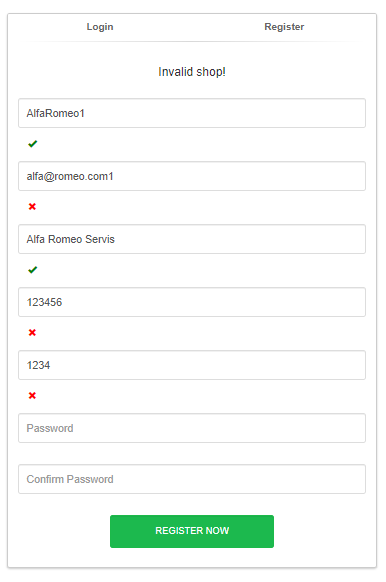 Login
Register
Invalid shop!
AlfaRomeo1
alfa@romeo.com1
Alfa Romeo Servis
123456
1234
Password
Confirm Password
REGISTER NOW